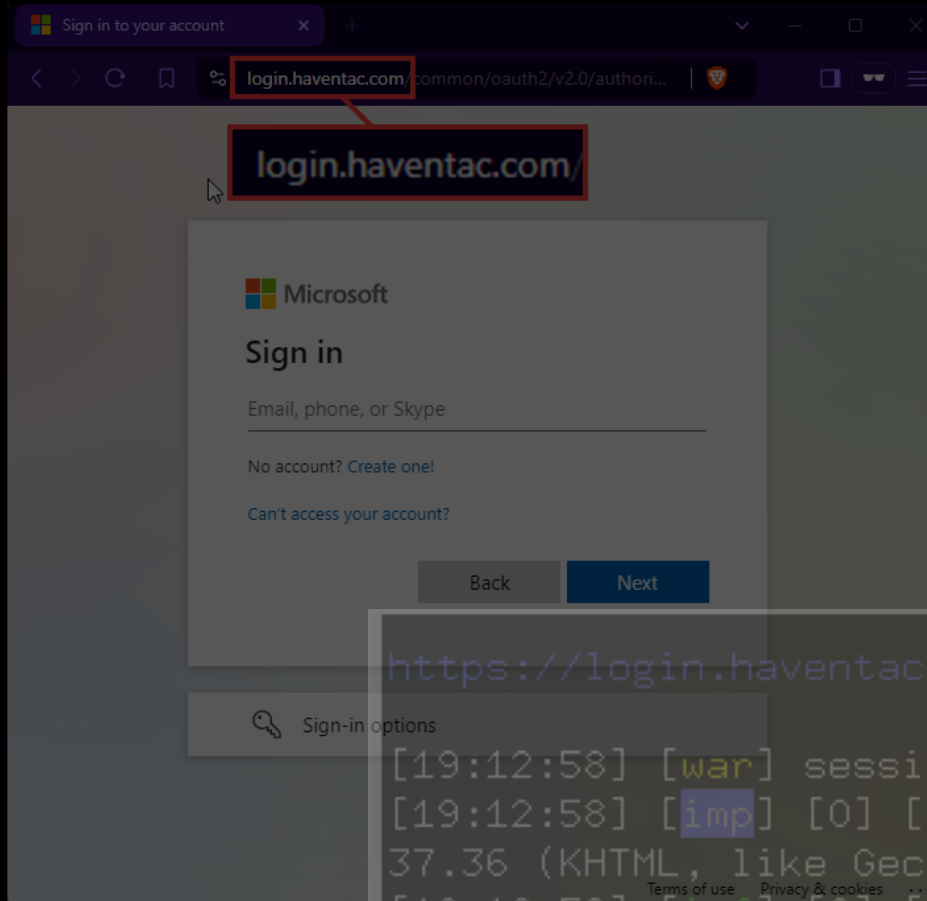 Sign in to your account
login.haventac.com/common/oauth2/v2.0/authori...
login.haventac.com/
Microsoft
Sign in
Email, phone, or Skype
No account? Create one!
Can't access your account?
Back Next
https://login.haventac
Sign-in options
[19:12:58] [war] sessi
[19:12:58] [imp] [0] [
37.36 (KHTML, like Gec
Terms of use Privacy & cookies ..